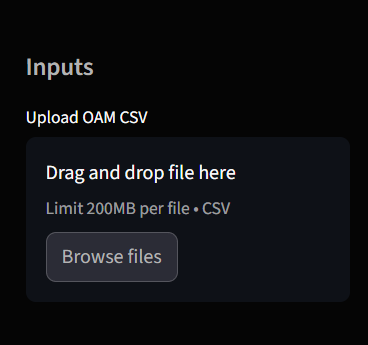 Inputs
Upload OAM CSV
Drag and drop file here
Limit 200MB per file • CSV
Browse files